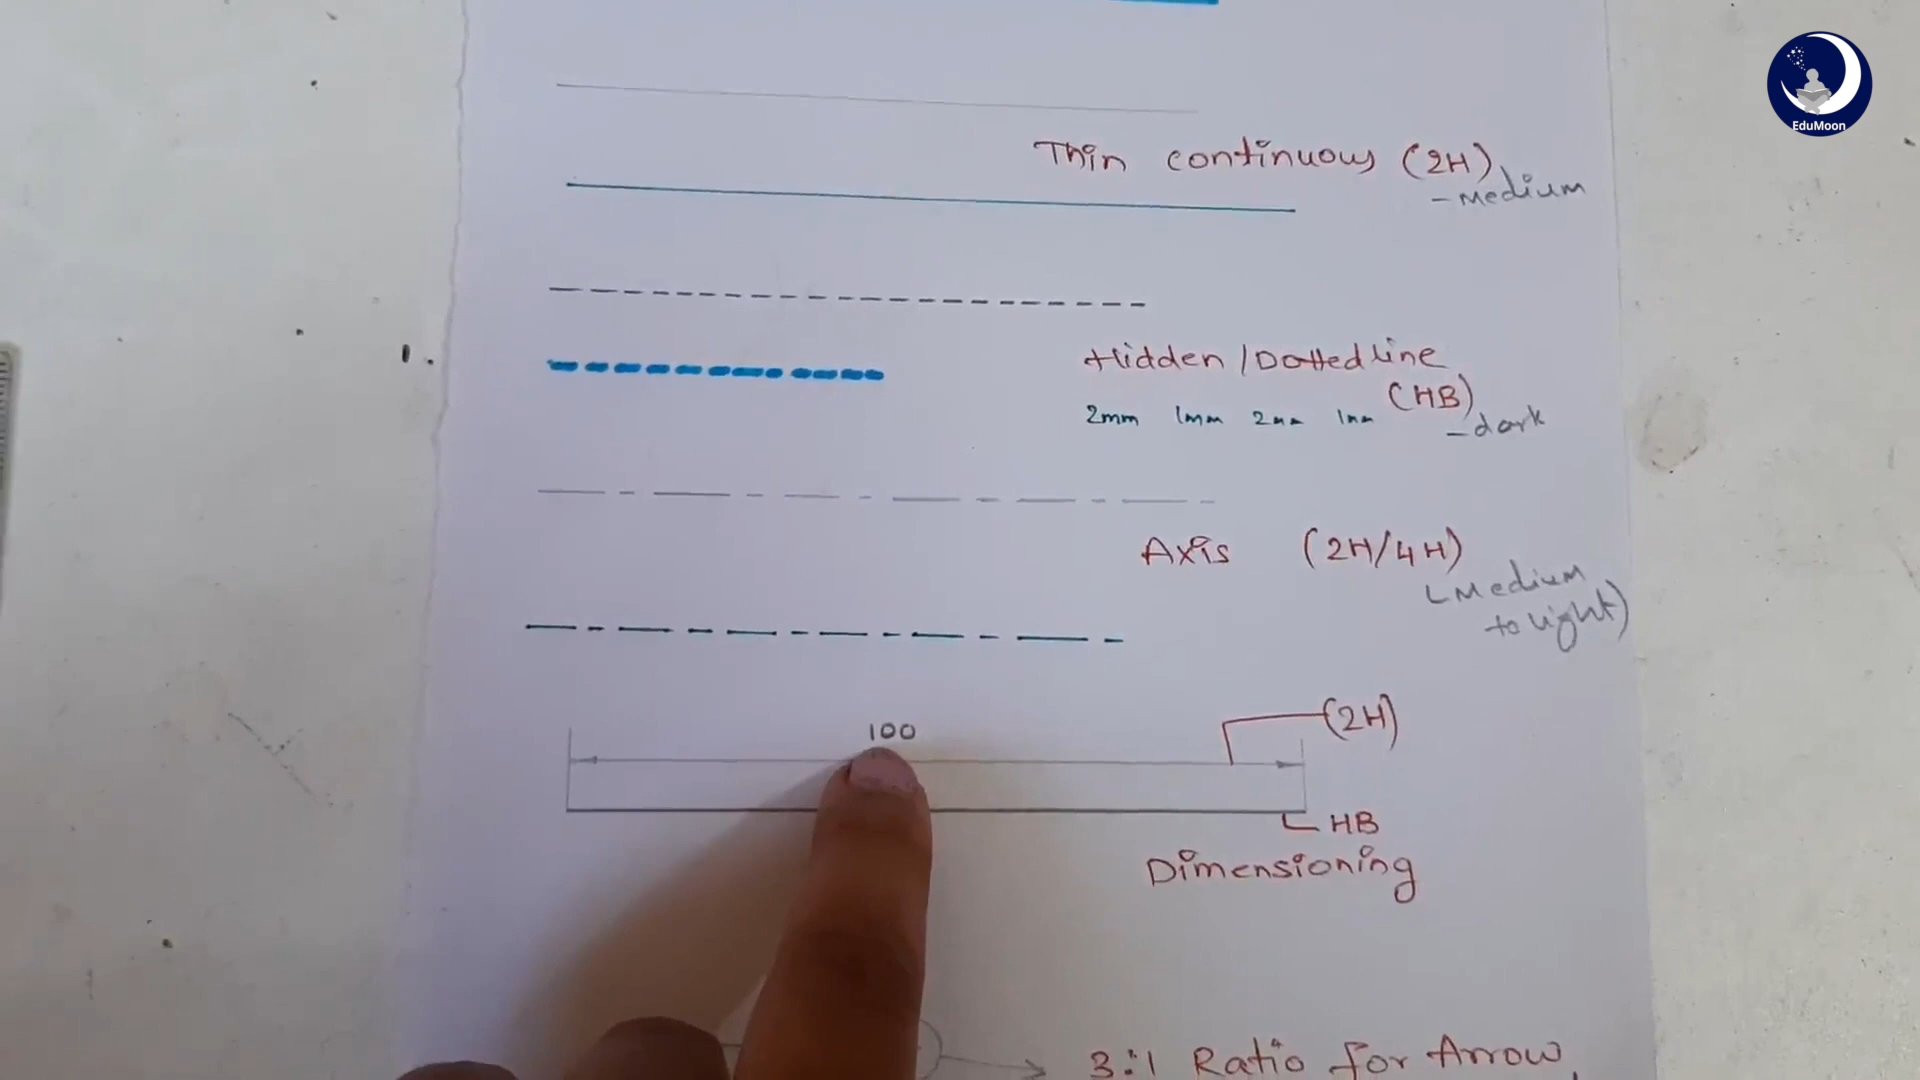 EduMoon
Thin continuous (2H)
- Medium
Hidden / Dotted line
(HB)
2mm 1mm 2mm 1mm
- dark
Axis (2H/4H)
(Medium
to light)
100
(2H)
HB
Dimensioning
3:1 Ratio for Arrow